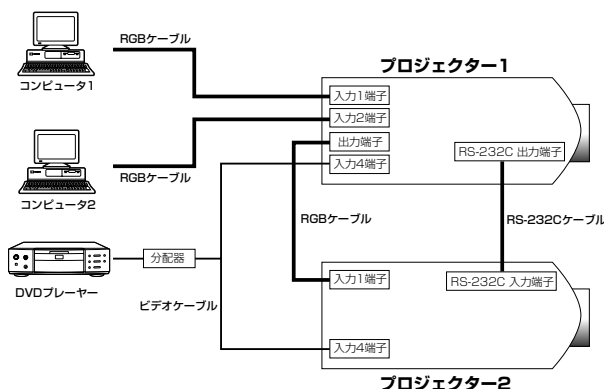 RGBケーブル
コンピュータ1
プロジェクター1
入力1端子
入力2端子
出力端子
入力4端子
RS-232C 出力端子
RGBケーブル
コンピュータ2
RGBケーブル
RS-232Cケーブル
分配器
DVDプレーヤー
ビデオケーブル
入力1端子
RS-232C 入力端子
入力4端子
プロジェクター2